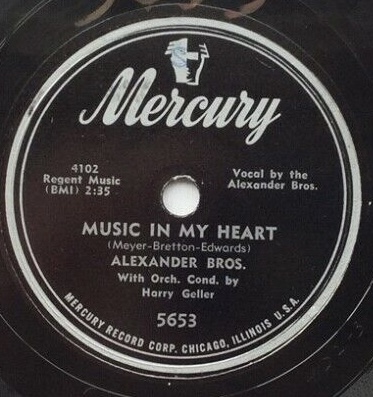 Mercury
4102
Regent Music
(BMI) 2:35
Vocal by the
Alexander Bros.
MUSIC IN MY HEART
(Meyer-Bretton-Edwards)
ALEXANDER BROS.
With Orch. Cond. by
Harry Geller
5653
MERCURY RECORD CORP. CHICAGO, ILLINOIS U.S.A.